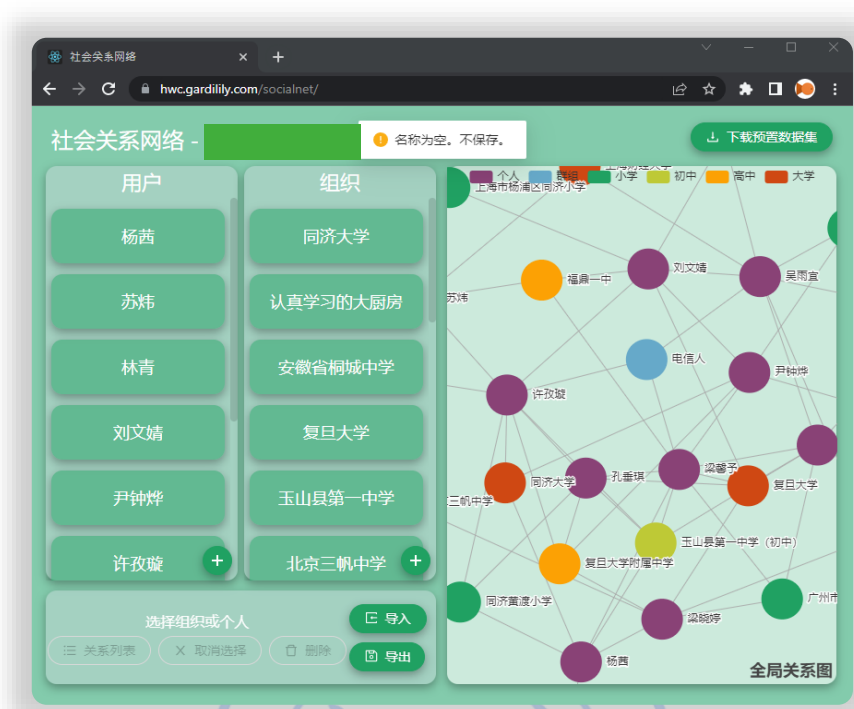 社会关系网络
hwc.gardilily.com/socialnet/
社会关系网络 -
名称为空。不保存。
下载预置数据集
用户
杨茜
苏炜
林青
刘文婧
尹钟烨
许孜璇
组织
同济大学
认真学习的大厨房
安徽省桐城中学
复旦大学
玉山县第一中学
北京三帆中学
选择组织或个人
关系列表
取消选择
删除
导入
导出
个人
群组
小学
初中
高中
大学
上海市杨浦区同济小学
刘文婧
吴雨宜
福鼎一中
苏炜
电信人
尹钟烨
许孜璇
梁馨予
孔垂琪
同济大学
复旦大学
三帆中学
玉山县第一中学（初中）
复旦大学附属中学
同济黄渡小学
广州市
梁晓婷
杨茜
全局关系图